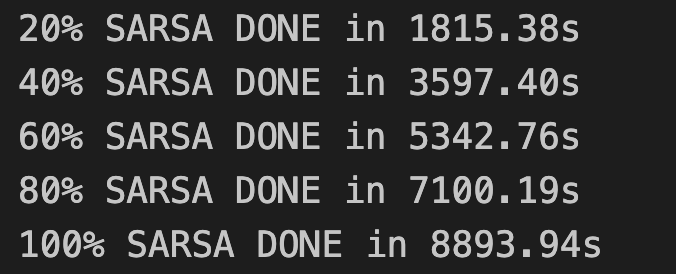 20% SARSA DONE in 1815.38s
40% SARSA DONE in 3597.40s
60% SARSA DONE in 5342.76s
80% SARSA DONE in 7100.19s
100% SARSA DONE in 8893.94s